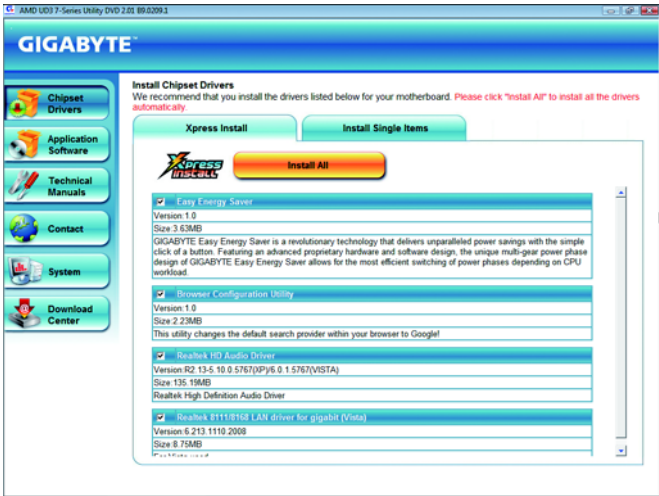 AMD UD3 7-Series Utility DVD 2.01 B9.0209.1
GIGABYTE™
Chipset
Drivers
Application
Software
Technical
Manuals
Contact
System
Download
Center
Install Chipset Drivers
We recommend that you install the drivers listed below for your motherboard. Please click "Install All" to install all the drivers
automatically.
Xpress Install
Install Single Items
Xpress
Install
Install All
Easy Energy Saver
Version:1.0
Size:3.63MB
GIGABYTE Easy Energy Saver is a revolutionary technology that delivers unparalleled power savings with the simple
click of a button. Featuring an advanced proprietary hardware and software design, the unique multi-gear power phase
design of GIGABYTE Easy Energy Saver allows for the most efficient switching of power phases depending on CPU
workload.
Browser Configuration Utility
Version:1.0
Size:2.23MB
This utility changes the default search provider within your browser to Google!
Realtek HD Audio Driver
Version:R2.13-5.10.0.5767(XP)/6.0.1.5767(VISTA)
Size:135.19MB
Realtek High Definition Audio Driver
Realtek 8111/8168 LAN driver for gigabit (Vista)
Version:6.213.1110.2008
Size:8.75MB